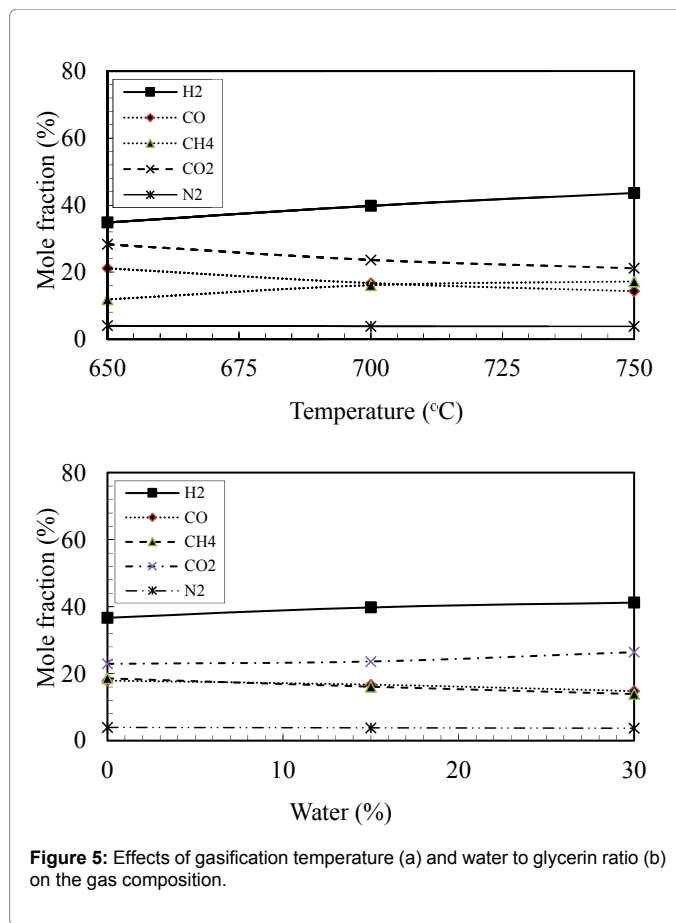 80
60
40
20
0
Mole fraction (%)
H2
CO
CH4
CO2
N2
650
675
700
725
750
Temperature (°C)
80
60
40
20
0
Mole fraction (%)
H2
CO
CH4
CO2
N2
0
10
20
30
Water (%)
Figure 5: Effects of gasification temperature (a) and water to glycerin ratio (b)
on the gas composition.